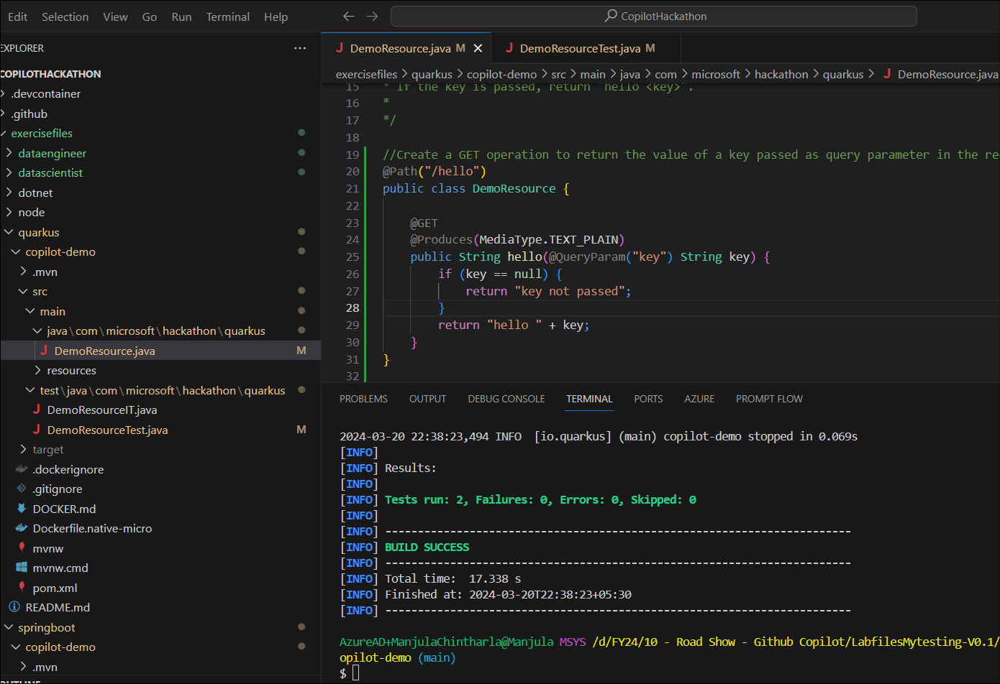 Edit Selection View Go Run Terminal Help
CopilotHackathon
EXPLORER
COPILOTHACKATHON
.devcontainer
.github
exercisefiles
dataengineer
datascientist
dotnet
node
quarkus
copilot-demo
.mvn
src
main
java\com\microsoft\hackathon\quarkus
DemoResource.java M
resources
test\java\com\microsoft\hackathon\quarkus
DemoResourceIT.java
DemoResourceTest.java M
target
.dockerignore
.gitignore
DOCKER.md
Dockerfile.native-micro
mvnw
mvnw.cmd
pom.xml
README.md
springboot
copilot-demo
.mvn
OUTLINE
DemoResource.java M DemoResourceTest.java M
exercisefiles > quarkus > copilot-demo > src > main > java > com > microsoft > hackathon > quarkus > DemoResource.java
15 * If the key is passed, return "hello <key>".
16 *
17 */
18
19 //Create a GET operation to return the value of a key passed as query parameter in the re
20 @Path("/hello")
21 public class DemoResource {
22
23 @GET
24 @Produces(MediaType.TEXT_PLAIN)
25 public String hello(@QueryParam("key") String key) {
26 if (key == null) {
27 return "key not passed";
28 }
29 return "hello " + key;
30 }
31 }
32
PROBLEMS OUTPUT DEBUG CONSOLE TERMINAL PORTS AZURE PROMPT FLOW
2024-03-20 22:38:23,494 INFO [io.quarkus] (main) copilot-demo stopped in 0.069s
[INFO]
[INFO] Results:
[INFO]
[INFO] Tests run: 2, Failures: 0, Errors: 0, Skipped: 0
[INFO]
[INFO] ------------------------------------------------------------------------
[INFO] BUILD SUCCESS
[INFO] ------------------------------------------------------------------------
[INFO] Total time: 17.338 s
[INFO] Finished at: 2024-03-20T22:38:23+05:30
[INFO] ------------------------------------------------------------------------
AzureAD+ManjulaChintharla@Manjula MSYS /d/FY24/10 - Road Show - Github Copilot/LabfilesMytesting-V0.1/
opilot-demo (main)
$